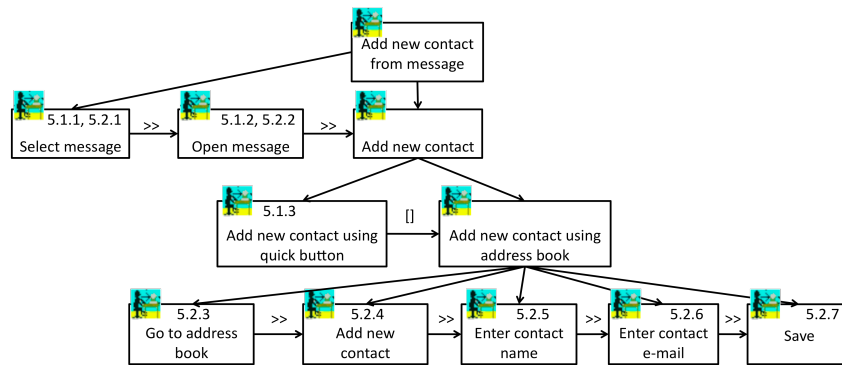 Add new contact
from message
5.1.1, 5.2.1
Select message
>>
5.1.2, 5.2.2
Open message
>>
Add new contact
5.1.3
Add new contact using
quick button
[]
Add new contact using
address book
5.2.3
Go to address
book
>>
5.2.4
Add new
contact
>>
5.2.5
Enter contact
name
>>
5.2.6
Enter contact
e-mail
>>
5.2.7
Save